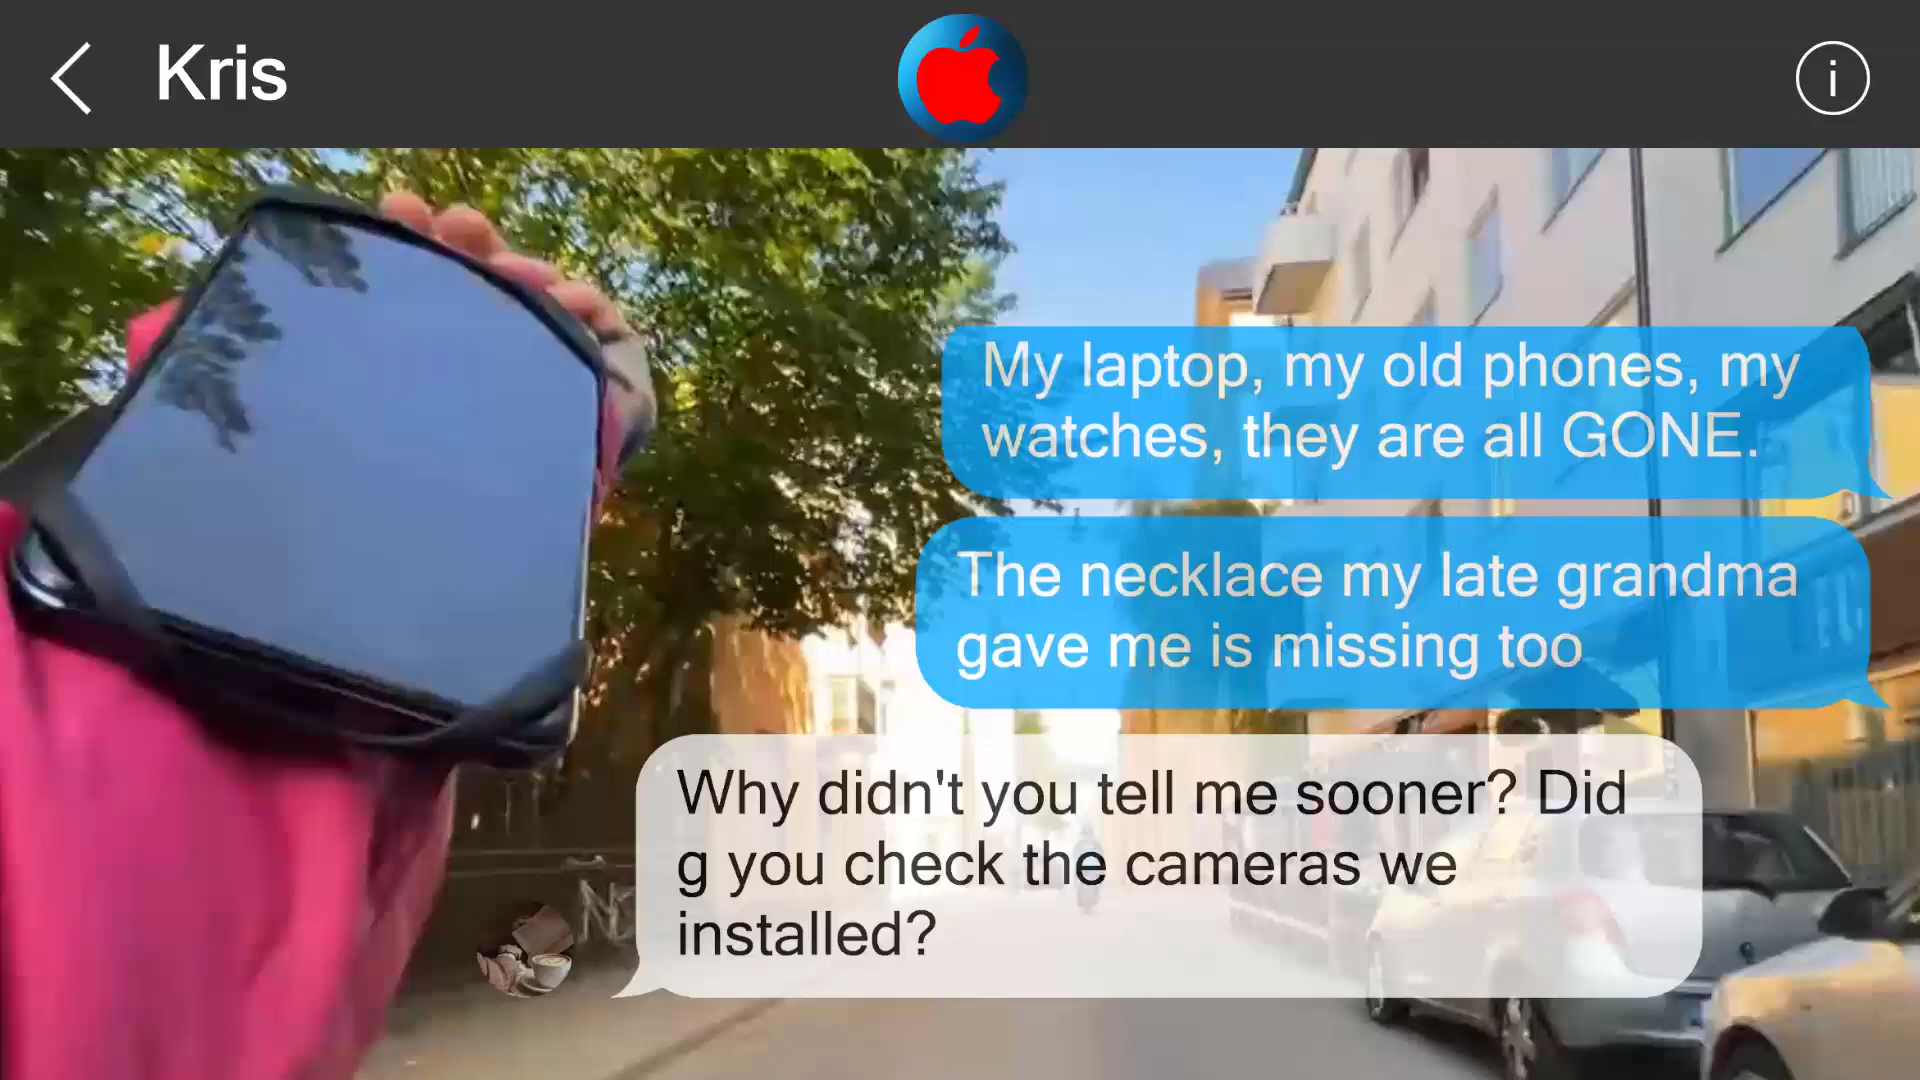 Kris
i
My laptop, my old phones, my
watches, they are all GONE.
The necklace my late grandma
gave me is missing too
Why didn't you tell me sooner? Did
g you check the cameras we
installed?